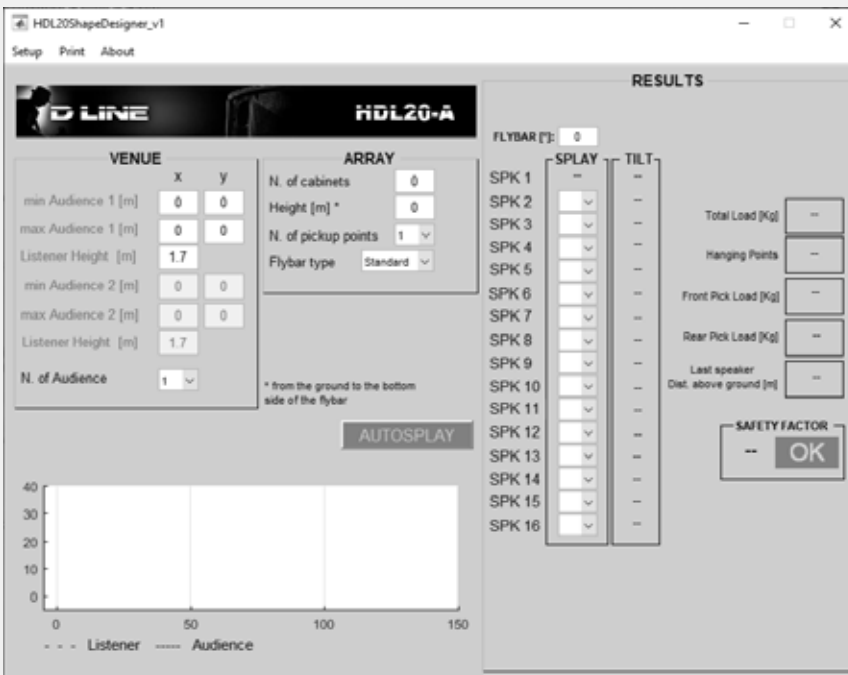 HDL20ShapeDesigner_v1
Setup Print About
D LINE HDL20-A
VENUE
x y
min Audience 1 [m] 0 0
max Audience 1 [m] 0 0
Listener Height [m] 1.7
min Audience 2 [m] 0 0
max Audience 2 [m] 0 0
Listener Height [m] 1.7
N. of Audience 1
ARRAY
N. of cabinets 0
Height [m] * 0
N. of pickup points 1
Flybar type Standard
* from the ground to the bottom
side of the flybar
AUTOSPLAY
40
30
20
10
0
0 50 100 150
- - - Listener ----- Audience
RESULTS
FLYBAR [°]: 0
SPLAY TILT
SPK 1 -- --
SPK 2 --
SPK 3 --
SPK 4 --
SPK 5 --
SPK 6 --
SPK 7 --
SPK 8 --
SPK 9 --
SPK 10 --
SPK 11 --
SPK 12 --
SPK 13 --
SPK 14 --
SPK 15 --
SPK 16 --
Total Load [Kg] --
Hanging Points --
Front Pick Load [Kg] --
Rear Pick Load [Kg] --
Last speaker
Dist. above ground [m] --
SAFETY FACTOR
-- OK